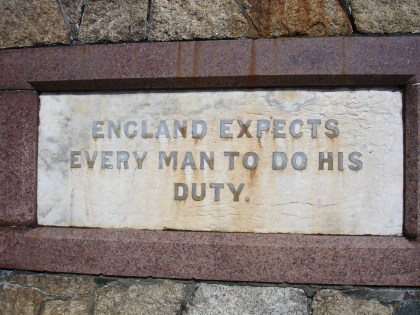 ENGLAND EXPECTS
EVERY MAN TO DO HIS
DUTY.